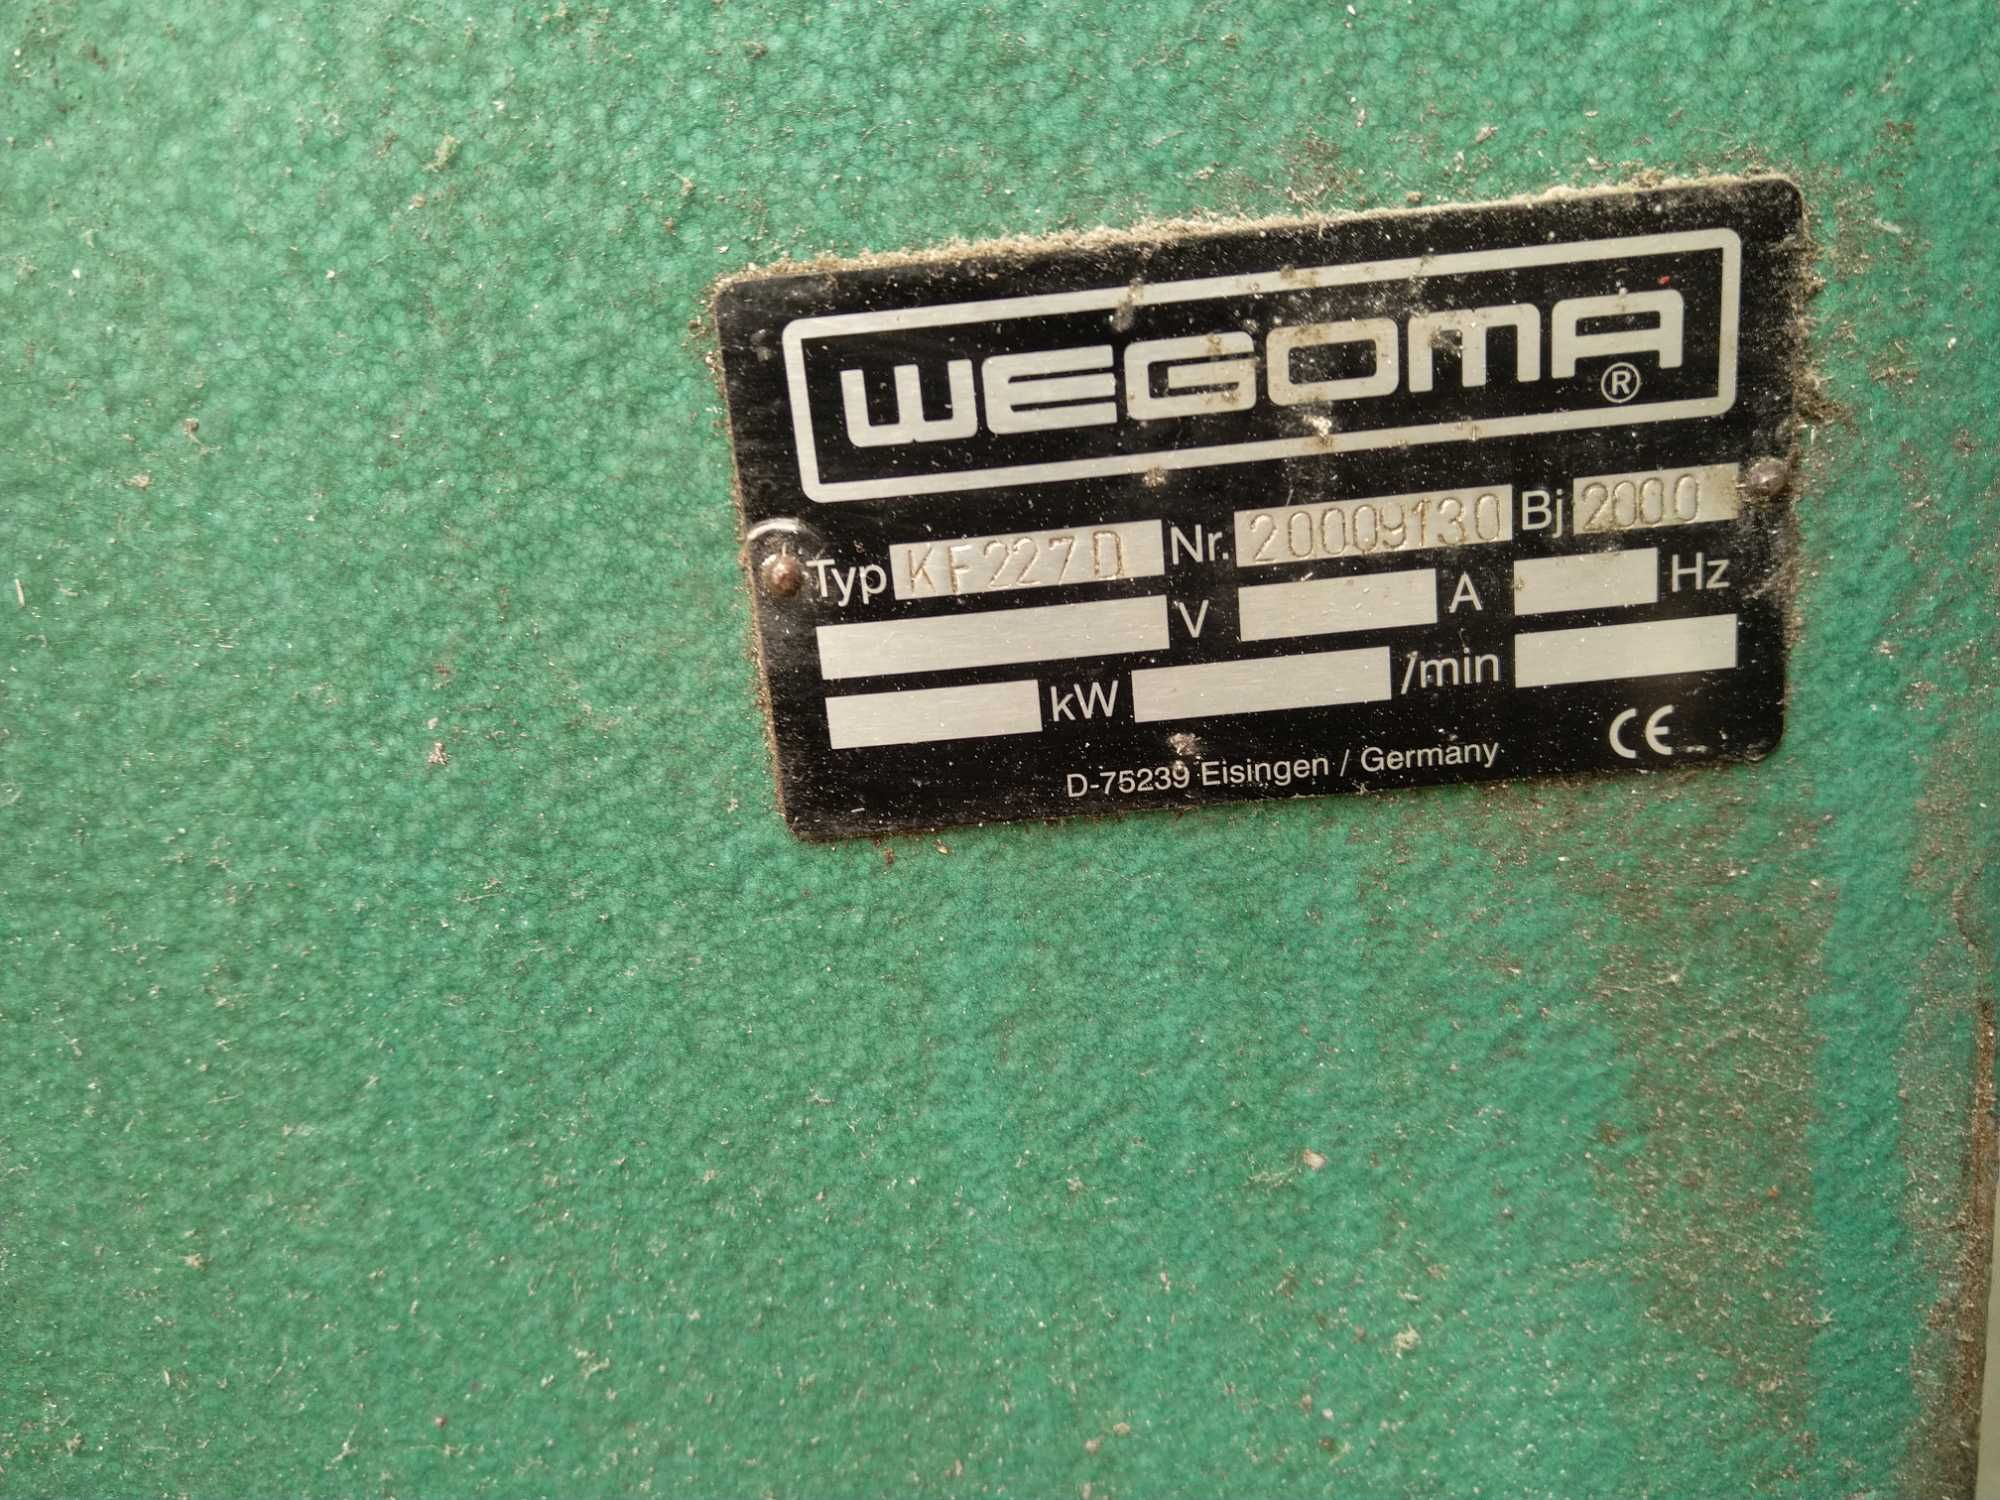 WEGOMA ®
Typ KF227D Nr. 20009130 Bj 2000
V A Hz
kW /min
D-75239 Eisingen / Germany CE